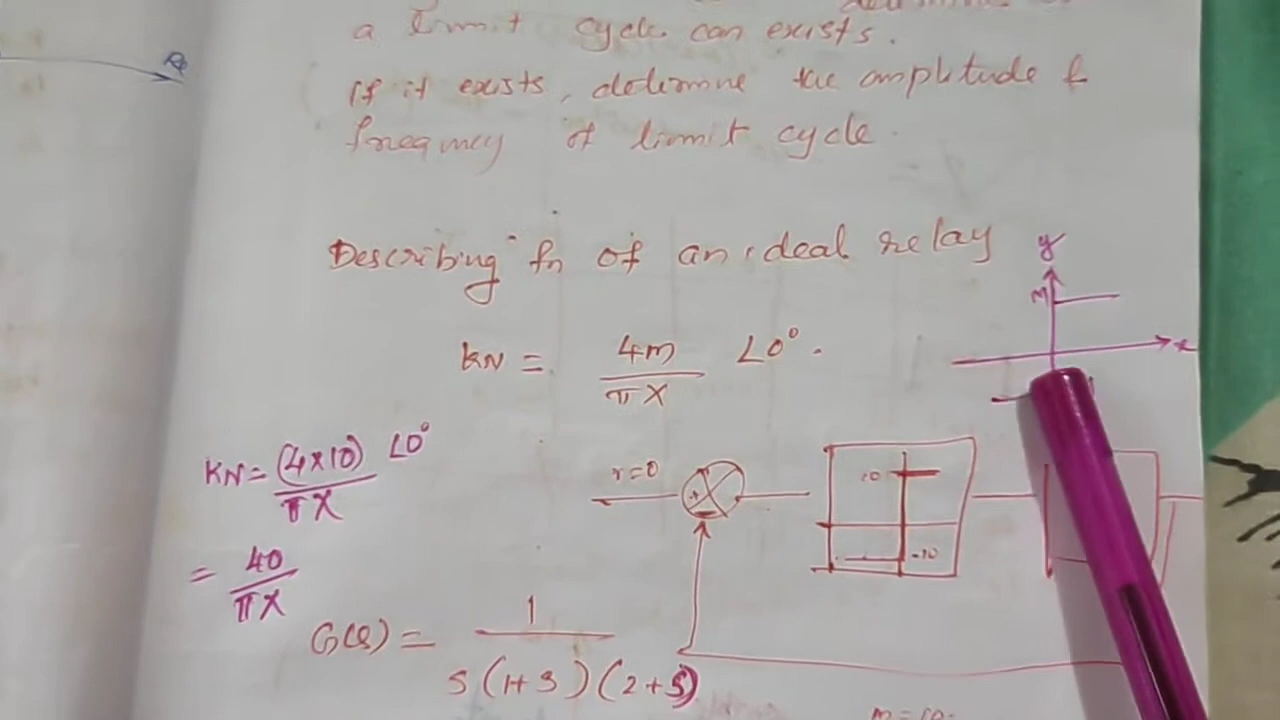 a limit cycle can exists.
if it exists, determine the amplitude &
frequency of limit cycle.
Describing fn of an ideal relay
y
M
x
KN = 4m / πX ∠0°.
KN = (4×10) / πX ∠0°
= 40 / πX
r=0
+
10
-10
G(s) = 1 / s(1+s)(2+s)
m=10.